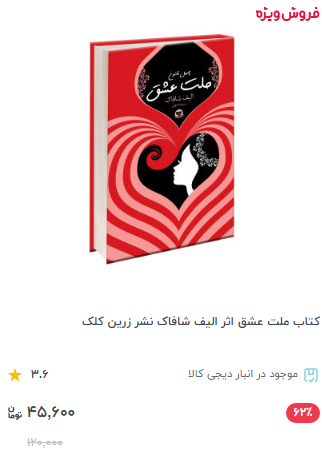 فروش ویژه
ملت عشق
الیف شافاک
کتاب ملت عشق اثر الیف شافاک نشر زرین کلک
موجود در انبار دیجی کالا
۳.۶
۶۲٪
۴۵,۶۰۰ تومان
۱۲۰,۰۰۰